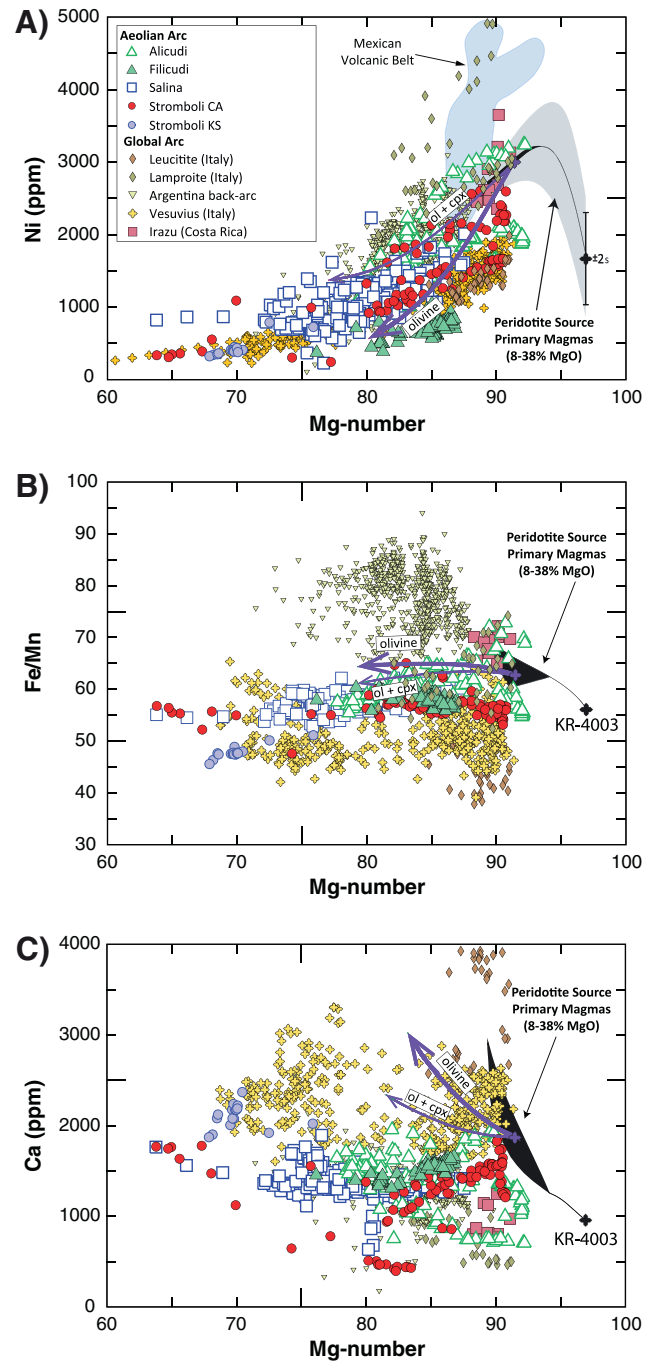 A)
5000
4000
3000
2000
1000
0
Ni (ppm)
Aeolian Arc
Alicudi
Filicudi
Salina
Stromboli CA
Stromboli KS
Global Arc
Leucitite (Italy)
Lamproite (Italy)
Argentina back-arc
Vesuvius (Italy)
Irazu (Costa Rica)
Mexican
Volcanic Belt
ol + cpx
olivine
±2s
Peridotite Source
Primary Magmas
(8-38% MgO)
60 70 80 90 100
Mg-number
B)
100
90
80
70
60
50
40
30
Fe/Mn
Peridotite Source
Primary Magmas
(8-38% MgO)
olivine
ol + cpx
KR-4003
60 70 80 90 100
Mg-number
C)
4000
3000
2000
1000
0
Ca (ppm)
Peridotite Source
Primary Magmas
(8-38% MgO)
olivine
ol + cpx
KR-4003
60 70 80 90 100
Mg-number